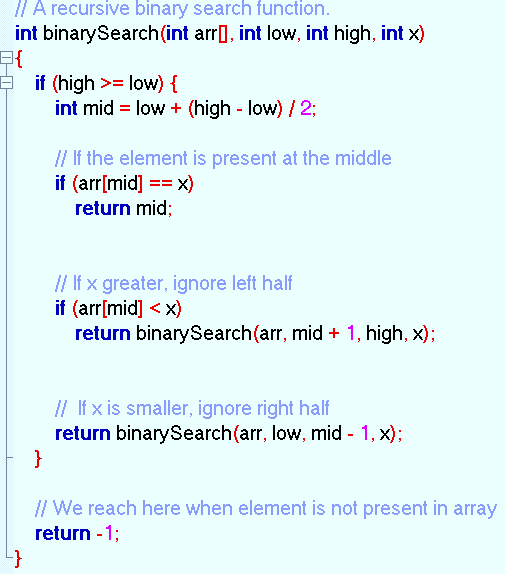 // A recursive binary search function.
int binarySearch(int arr[], int low, int high, int x)
{
if (high >= low) {
int mid = low + (high - low) / 2;
// If the element is present at the middle
if (arr[mid] == x)
return mid;
// If x greater, ignore left half
if (arr[mid] < x)
return binarySearch(arr, mid + 1, high, x);
//  If x is smaller, ignore right half
return binarySearch(arr, low, mid - 1, x);
}
// We reach here when element is not present in array
return -1;
}